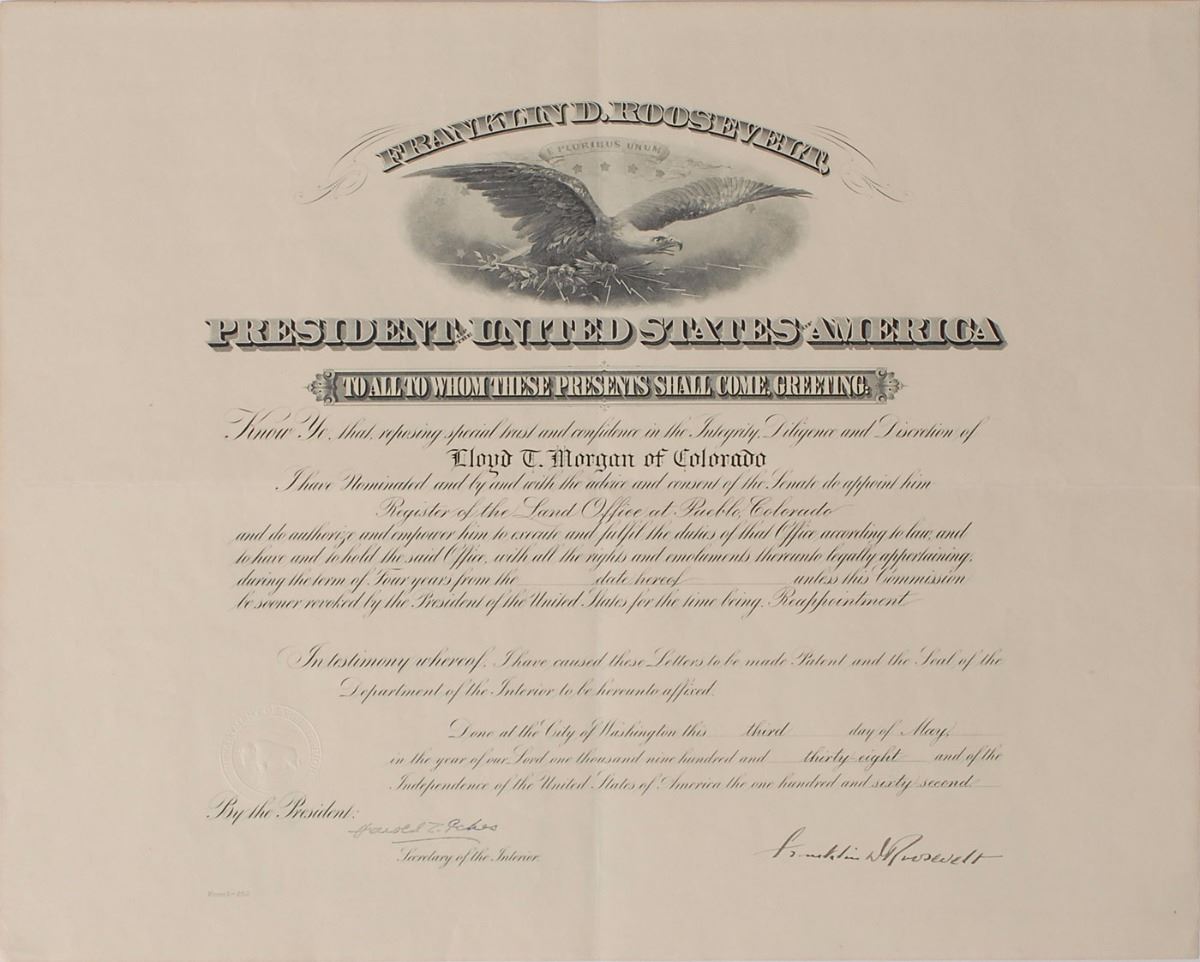 FRANKLIN D. ROOSEVELT,
E PLURIBUS UNUM
PRESIDENT OF THE UNITED STATES OF AMERICA
TO ALL TO WHOM THESE PRESENTS SHALL COME, GREETING:
Know Ye, that, reposing special trust and confidence in the Integrity, Diligence and Discretion of
Lloyd T. Morgan of Colorado
I have Nominated and by and with the advice and consent of the Senate do appoint him
Register of the Land Office at Pueblo, Colorado
and do authorize and empower him to execute and fulfil the duties of that Office according to law, and
to have and to hold the said Office, with all the rights and emoluments thereunto legally appertaining,
during the term of Four years from the date hereof unless this Commission
be sooner revoked by the President of the United States for the time being. Reappointment
In testimony whereof, I have caused these Letters to be made Patent and the Seal of the
Department of the Interior to be hereunto affixed.
Done at the City of Washington this third day of May,
in the year of our Lord one thousand nine hundred and thirty eight and of the
Independence of the United States of America the one hundred and sixty second.
By the President:
Harold L. Ickes
Secretary of the Interior.
Franklin D Roosevelt